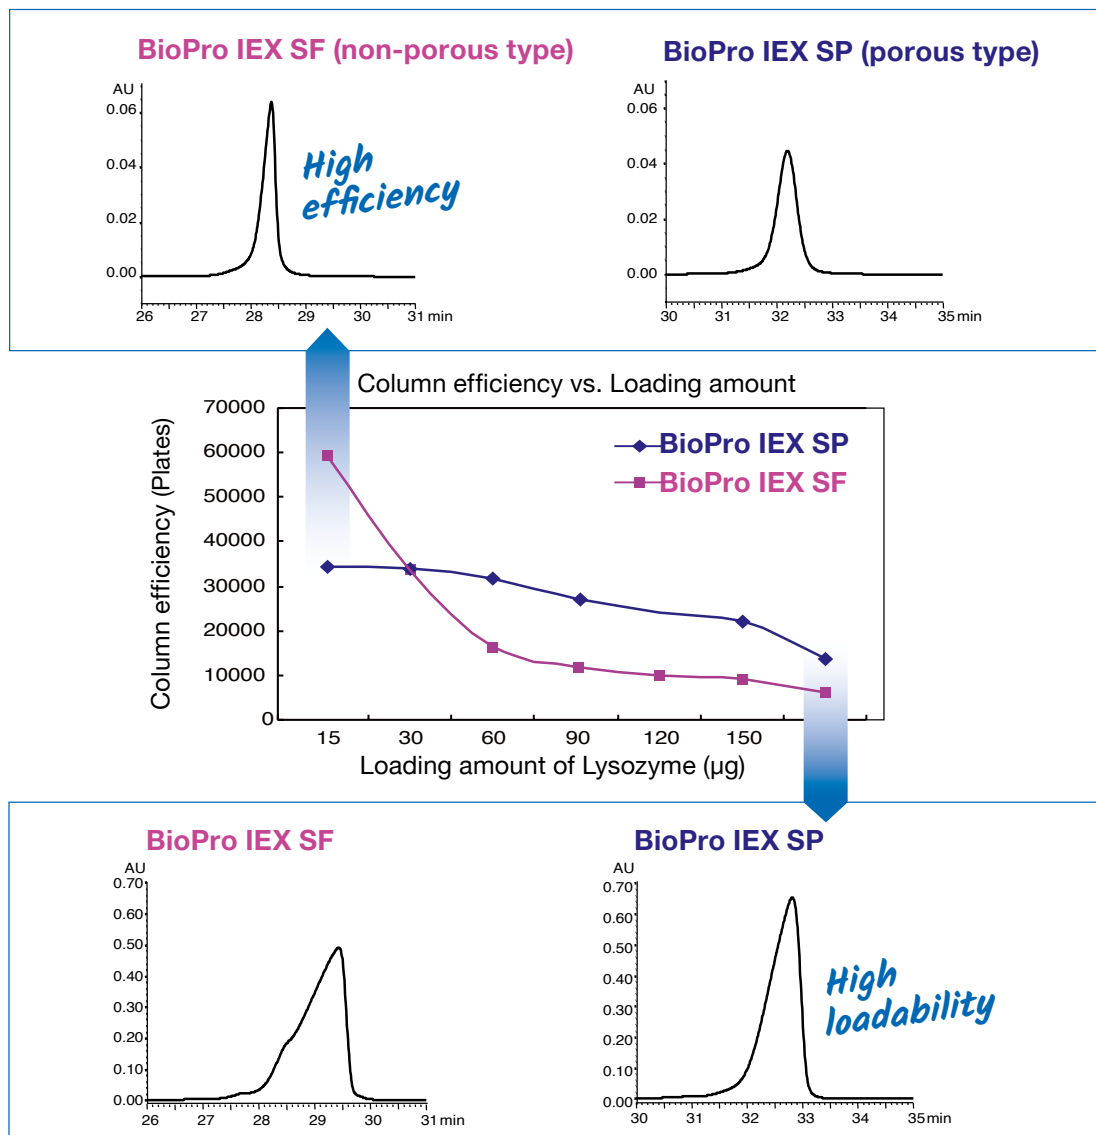 BioPro IEX SF (non-porous type)
AU
0.06
0.04
0.02
0.00
26 27 28 29 30 31 min
High
efficiency
BioPro IEX SP (porous type)
AU
0.06
0.04
0.02
0.00
30 31 32 33 34 35 min
Column efficiency vs. Loading amount
Column efficiency (Plates)
70000
60000
50000
40000
30000
20000
10000
0
BioPro IEX SP
BioPro IEX SF
15 30 60 90 120 150
Loading amount of Lysozyme (µg)
BioPro IEX SF
AU
0.70
0.60
0.50
0.40
0.30
0.20
0.10
0.00
26 27 28 29 30 31 min
BioPro IEX SP
AU
0.70
0.60
0.50
0.40
0.30
0.20
0.10
0.00
30 31 32 33 34 35 min
High
loadability